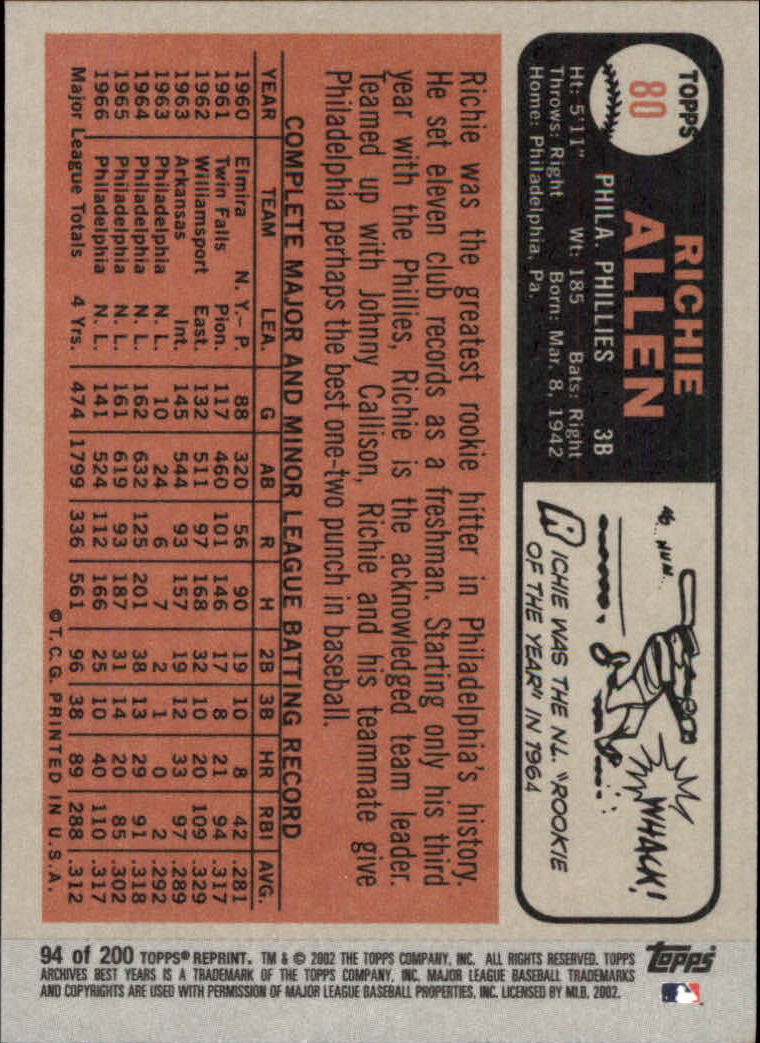 TOPPS
80
RICHIE
ALLEN
PHILA. PHILLIES 3B
Ht: 5'11" Wt: 185 Bats: Right
Throws: Right Born: Mar. 8, 1942
Home: Philadelphia, Pa.
WHACK!
RICHIE WAS THE N.L. "ROOKIE
OF THE YEAR" IN 1964
Richie was the greatest rookie hitter in Philadelphia's history.
He set eleven club records as a freshman. Starting only his third
year with the Phillies, Richie is the acknowledged team leader.
Teamed up with Johnny Callison, Richie and his teammate give
Philadelphia perhaps the best one-two punch in baseball.
COMPLETE MAJOR AND MINOR LEAGUE BATTING RECORD
YEAR TEAM LEA. G AB R H 2B 3B HR RBI AVG.
1960 Elmira N. Y.-P. 88 320 56 90 19 10 8 42 .281
1961 Twin Falls Pion. 117 460 101 146 17 8 21 94 .317
1962 Williamsport East. 132 511 97 168 32 10 20 109 .329
1963 Arkansas Int. 145 544 93 157 19 12 33 97 .289
1963 Philadelphia N. L. 10 24 6 7 2 1 0 2 .292
1964 Philadelphia N. L. 162 632 125 201 38 13 29 91 .318
1965 Philadelphia N. L. 161 619 93 187 31 14 20 85 .302
1966 Philadelphia N. L. 141 524 112 166 25 10 40 110 .317
Major League Totals 4 Yrs. 474 1799 336 561 96 38 89 288 .312
© T.C.G. PRINTED IN U.S.A.
94 of 200 TOPPS® REPRINT. TM & © 2002 THE TOPPS COMPANY, INC. ALL RIGHTS RESERVED. TOPPS
ARCHIVES BEST YEARS IS A TRADEMARK OF THE TOPPS COMPANY, INC. MAJOR LEAGUE BASEBALL TRADEMARKS
AND COPYRIGHTS ARE USED WITH PERMISSION OF MAJOR LEAGUE BASEBALL PROPERTIES, INC. LICENSED BY MLB, 2002.
Topps